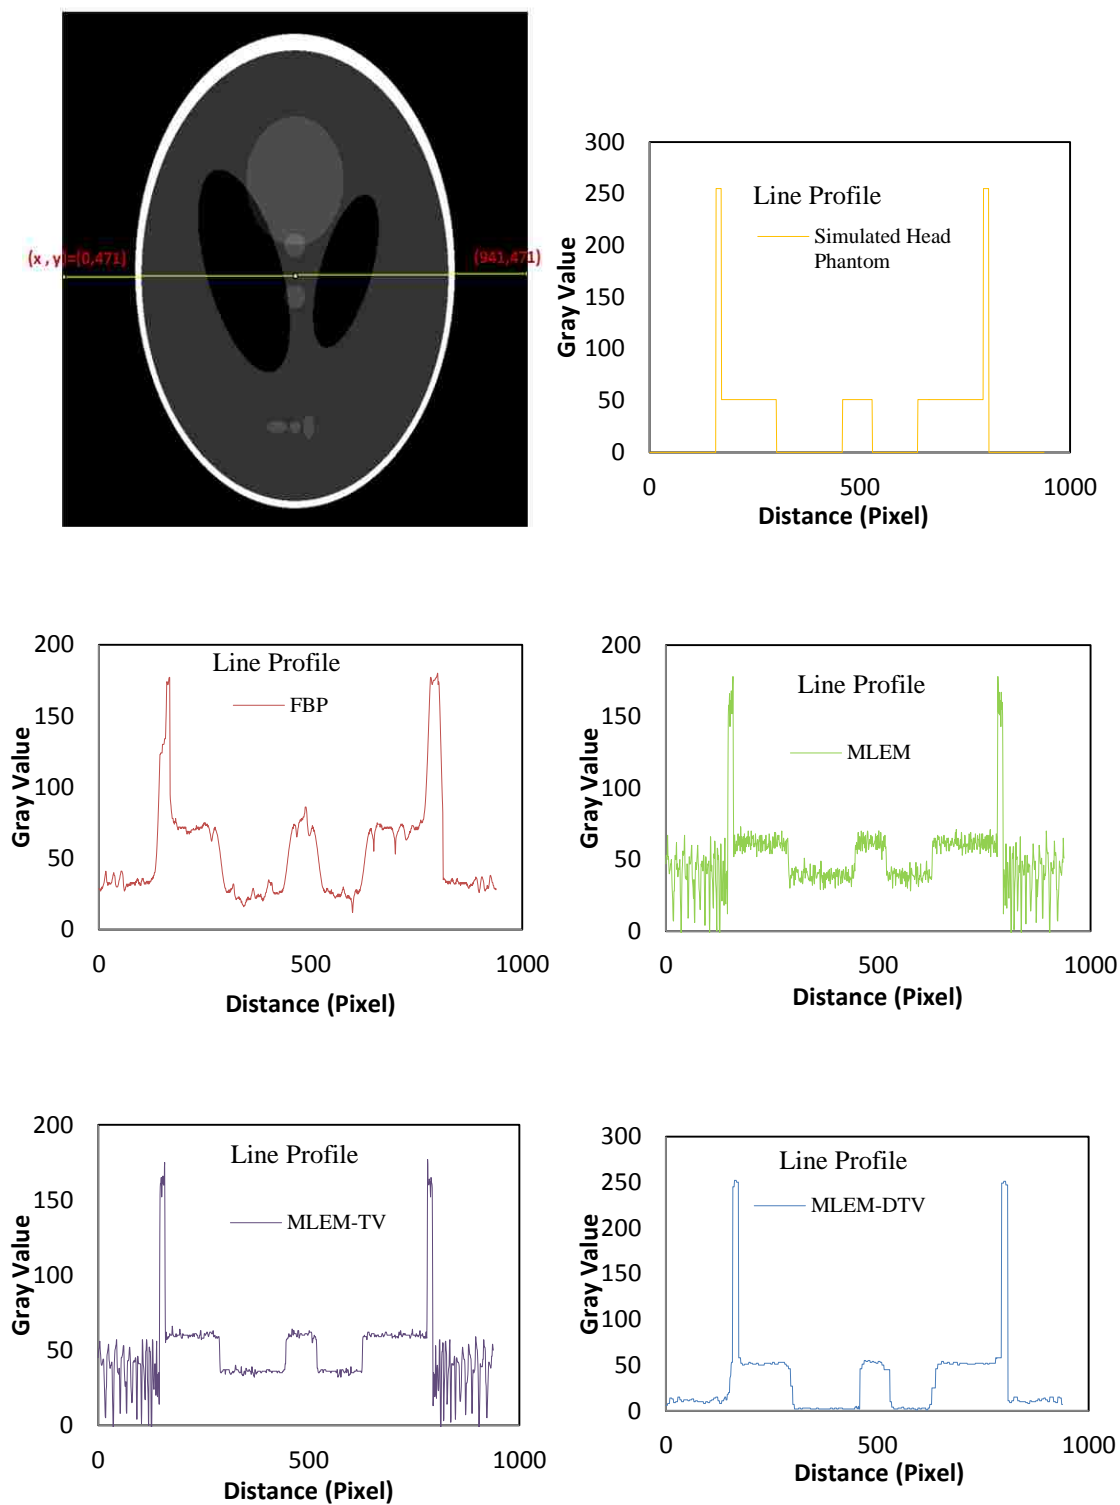 (x , y)=(0,471)
(941,471)
Line Profile
Simulated Head
Phantom
Gray Value
300
250
200
150
100
50
0
0
500
1000
Distance (Pixel)
Line Profile
FBP
Gray Value
200
150
100
50
0
0
500
1000
Distance (Pixel)
Line Profile
MLEM
Gray Value
200
150
100
50
0
0
500
1000
Distance (Pixel)
Line Profile
MLEM-TV
Gray Value
200
150
100
50
0
0
500
1000
Distance (Pixel)
Line Profile
MLEM-DTV
Gray Value
300
250
200
150
100
50
0
0
500
1000
Distance (Pixel)